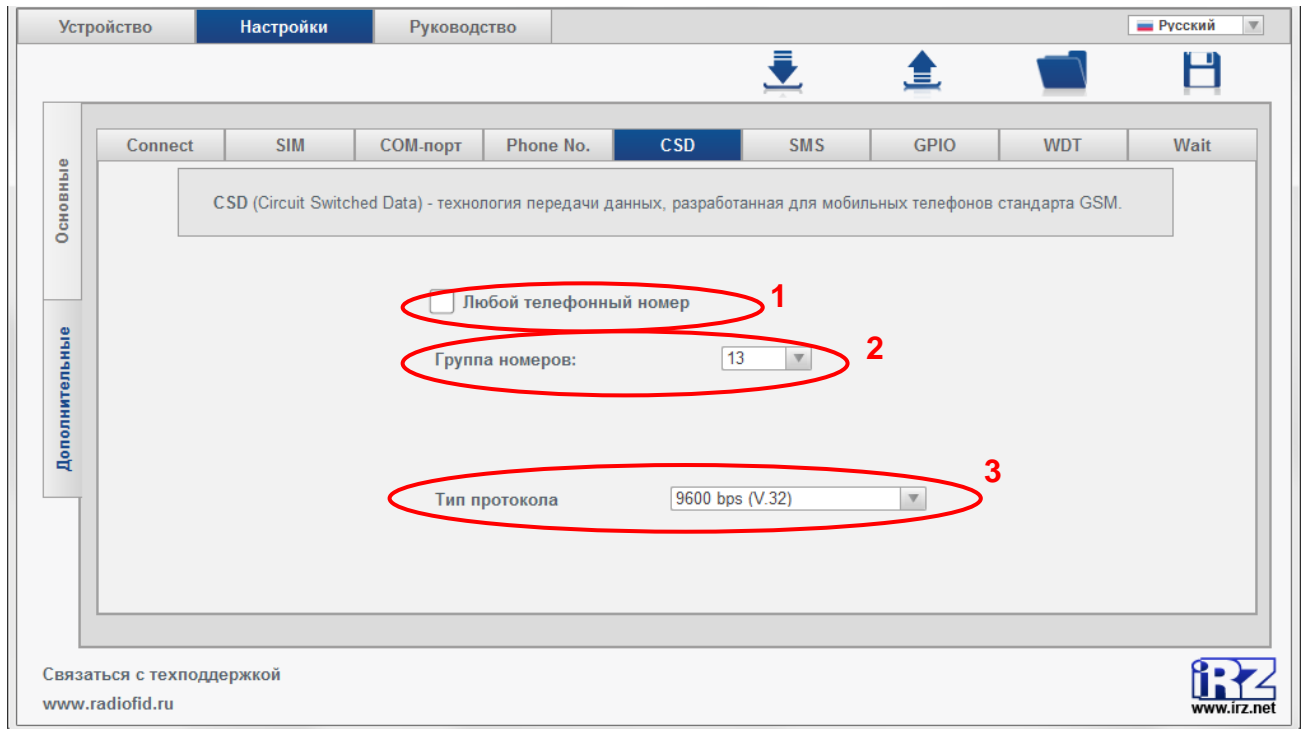 Устройство
Настройки
Руководство
Русский
Основные
Дополнительные
Connect
SIM
COM-порт
Phone No.
CSD
SMS
GPIO
WDT
Wait
CSD (Circuit Switched Data) - технология передачи данных, разработанная для мобильных телефонов стандарта GSM.
Любой телефонный номер
1
Группа номеров:
13
2
Тип протокола
9600 bps (V.32)
3
Связаться с техподдержкой
www.radiofid.ru
iRZ
www.irz.net